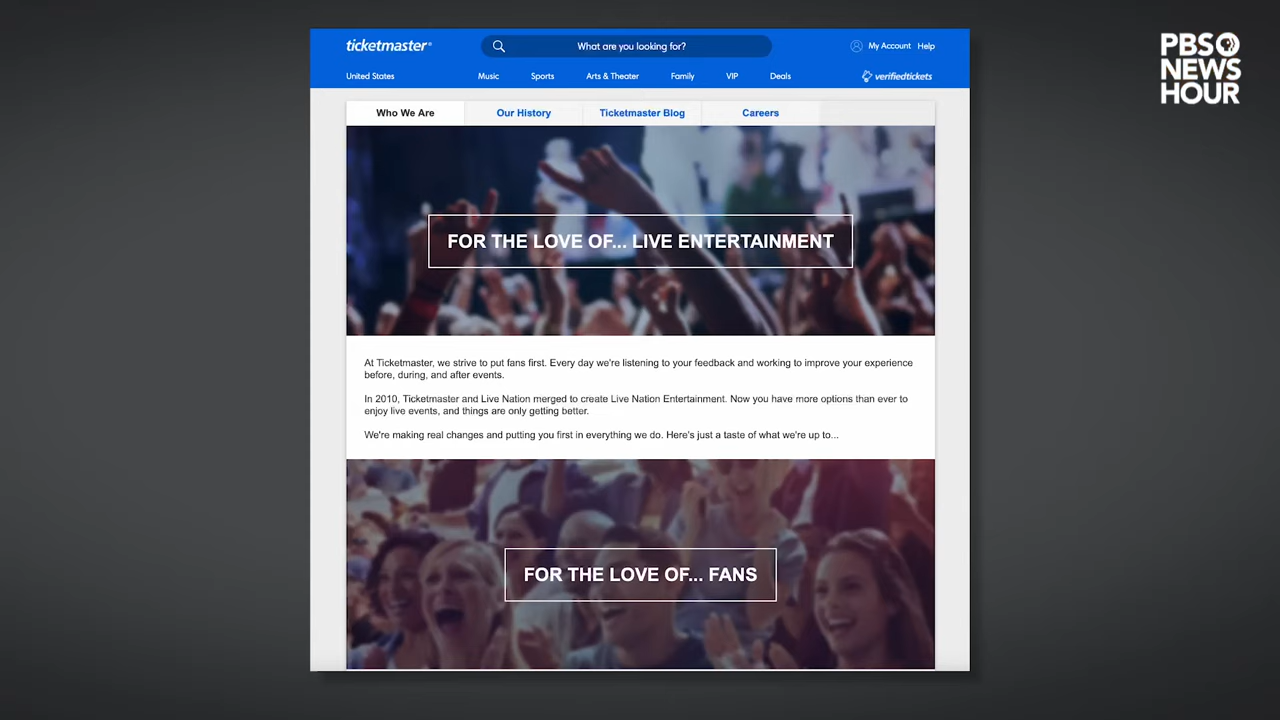 ticketmaster®
What are you looking for?
My Account Help
PBS
NEWS
HOUR
United States Music Sports Arts & Theater Family VIP Deals verifiedtickets
Who We Are Our History Ticketmaster Blog Careers
FOR THE LOVE OF... LIVE ENTERTAINMENT
At Ticketmaster, we strive to put fans first. Every day we're listening to your feedback and working to improve your experience
before, during, and after events.
In 2010, Ticketmaster and Live Nation merged to create Live Nation Entertainment. Now you have more options than ever to
enjoy live events, and things are only getting better.
We're making real changes and putting you first in everything we do. Here's just a taste of what we're up to...
FOR THE LOVE OF... FANS